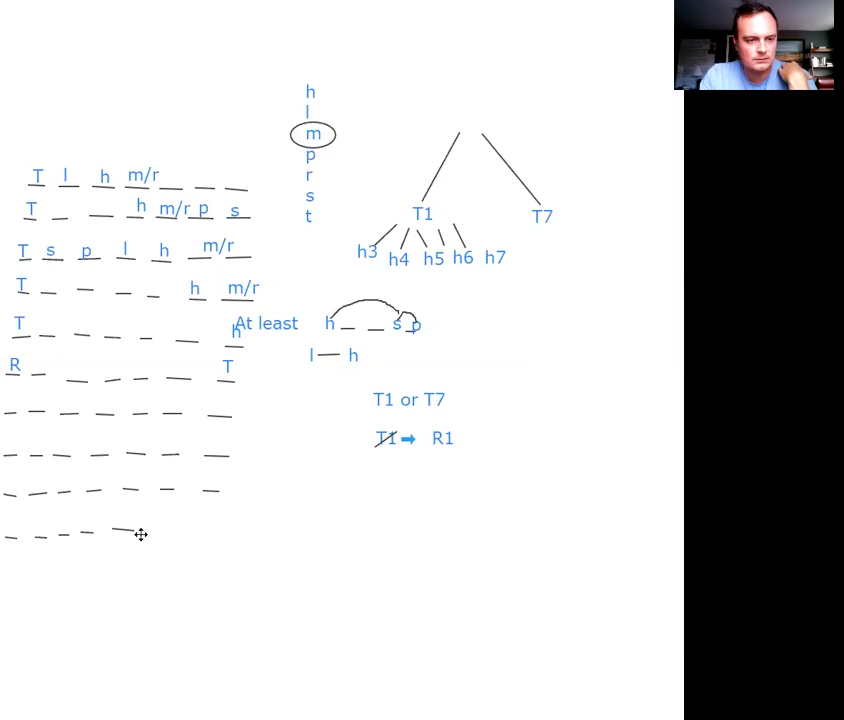 h
l
m
p
r
s
t
T l h m/r
T h m/r p s
T s p l h m/r
T h m/r
T h
R T
T1 T7
h3 h4 h5 h6 h7
At least h s p
l h
T1 or T7
T1 R1